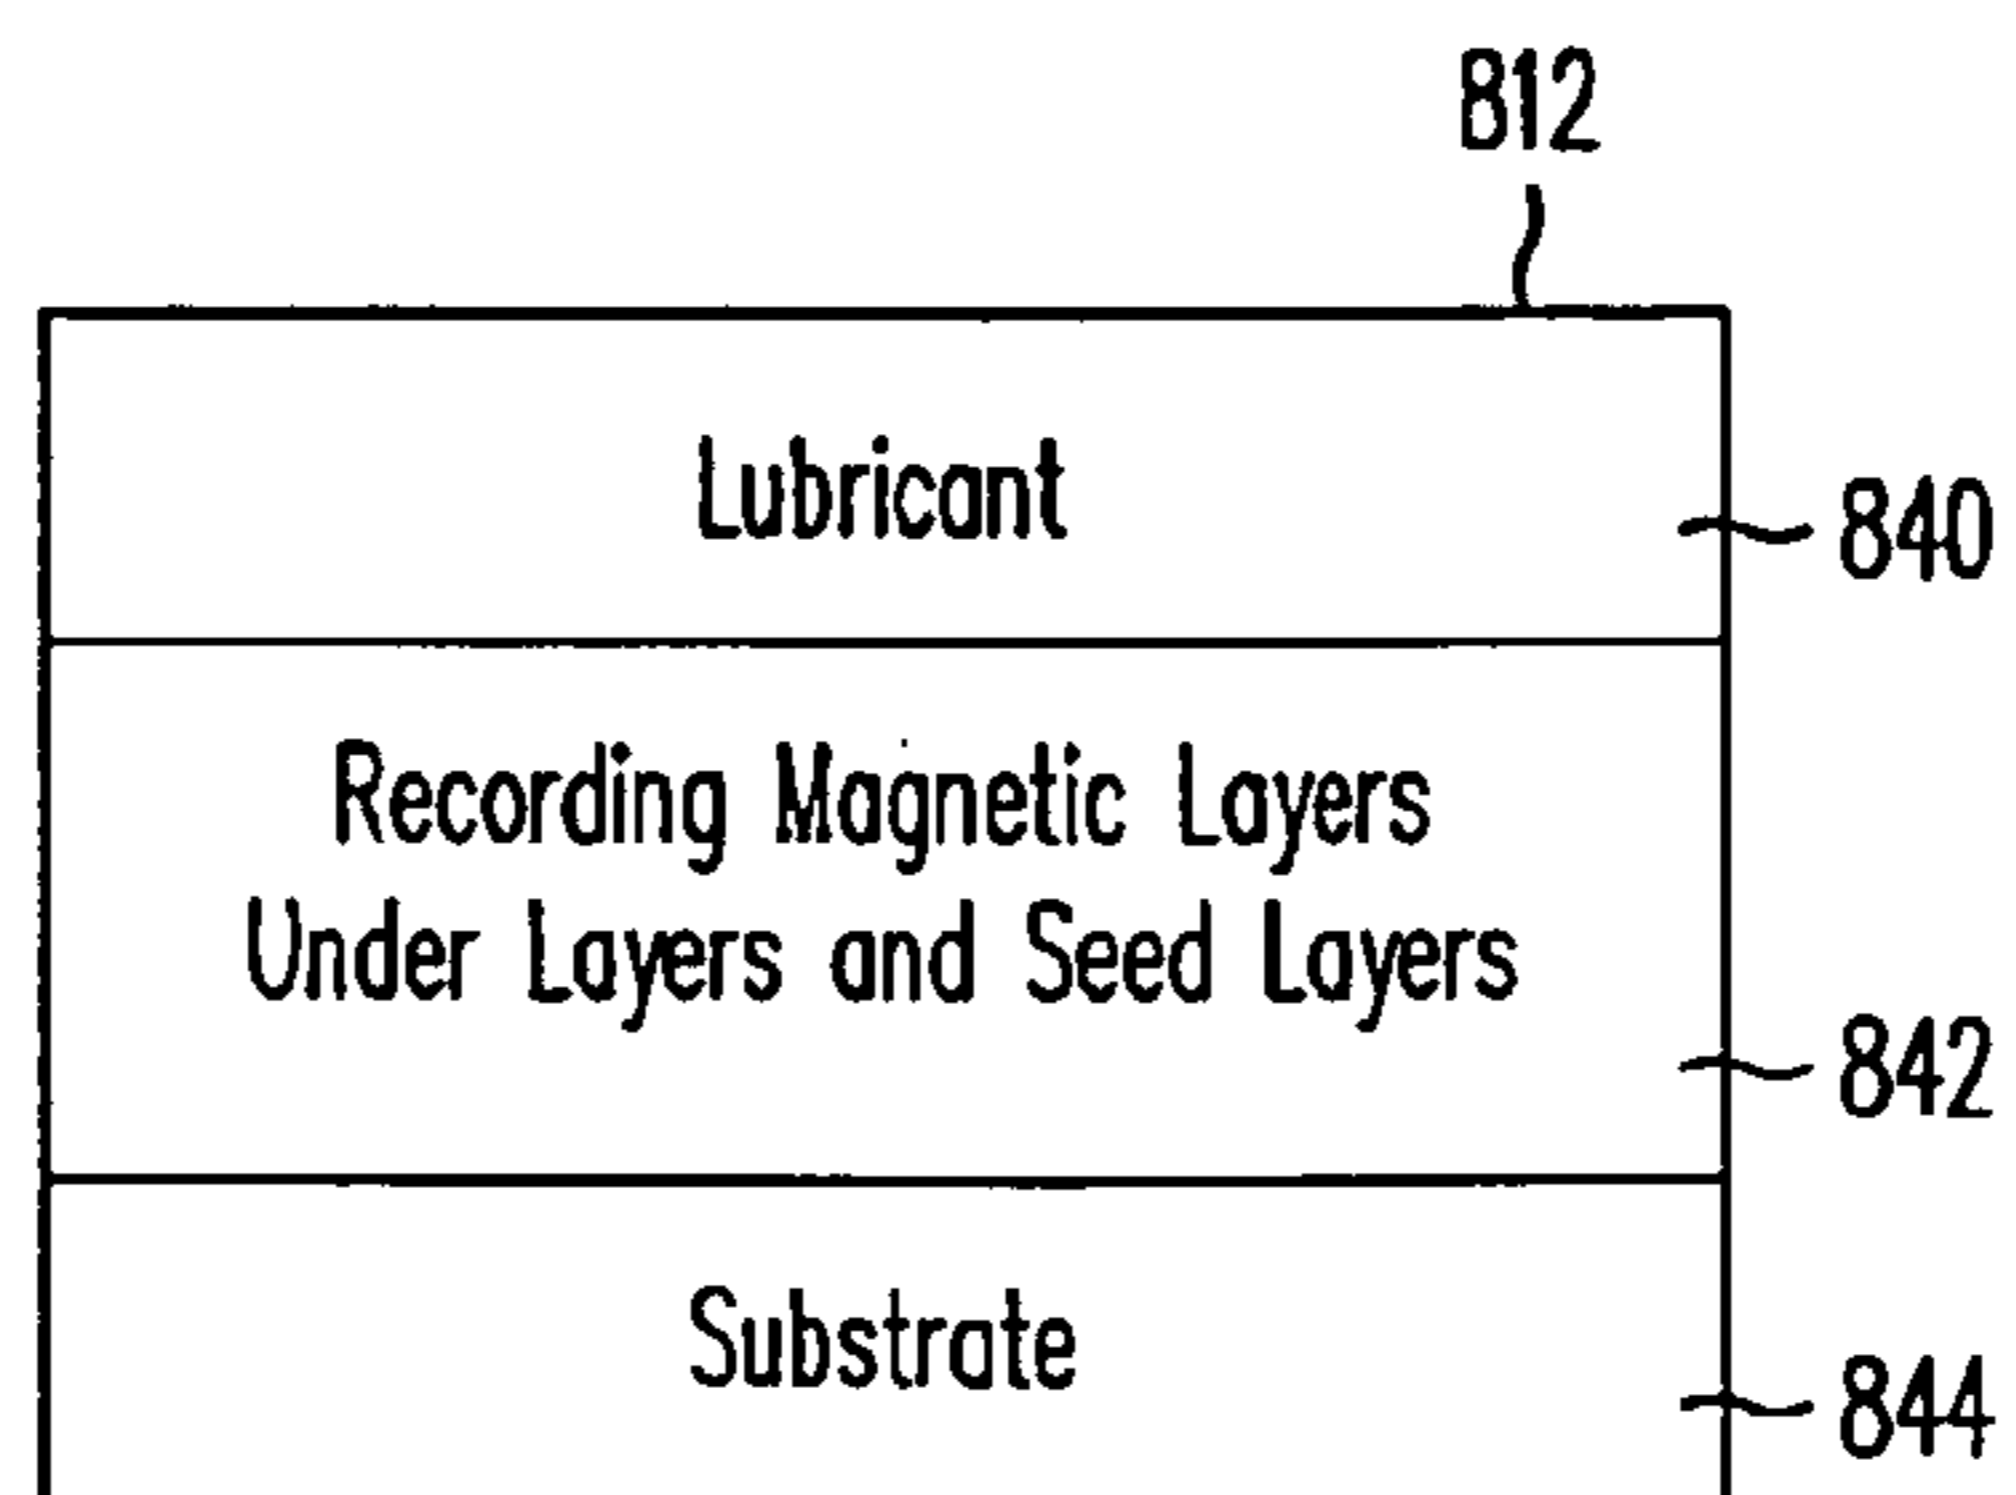 812
Lubricant
840
Recording Magnetic Layers
Under Layers and Seed Layers
842
Substrate
844